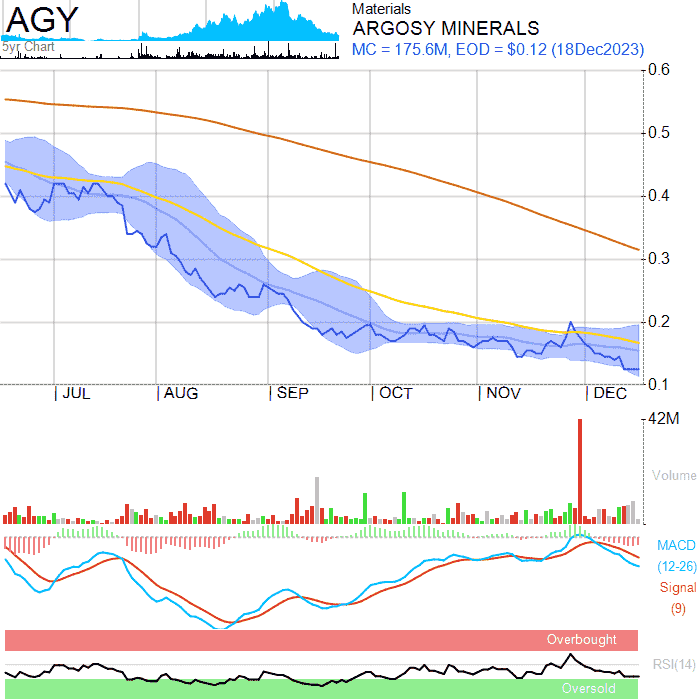 AGY
5yr Chart
Materials
ARGOSY MINERALS
MC = 175.6M, EOD = $0.12 (18Dec2023)
0.6
0.5
0.4
0.3
0.2
0.1
JUL AUG SEP OCT NOV DEC
42M
Volume
MACD
(12-26)
Signal
(9)
Overbought
RSI(14)
Oversold